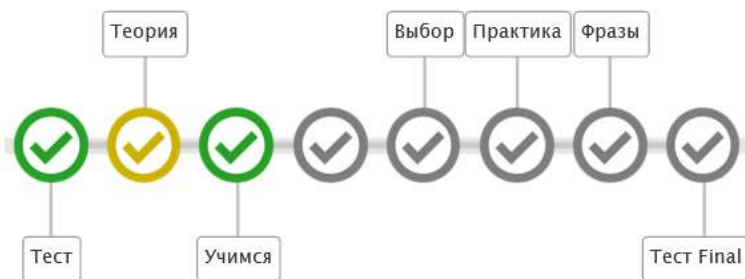 Теория
Выбор
Практика
Фразы
Тест
Учимся
Тест Final